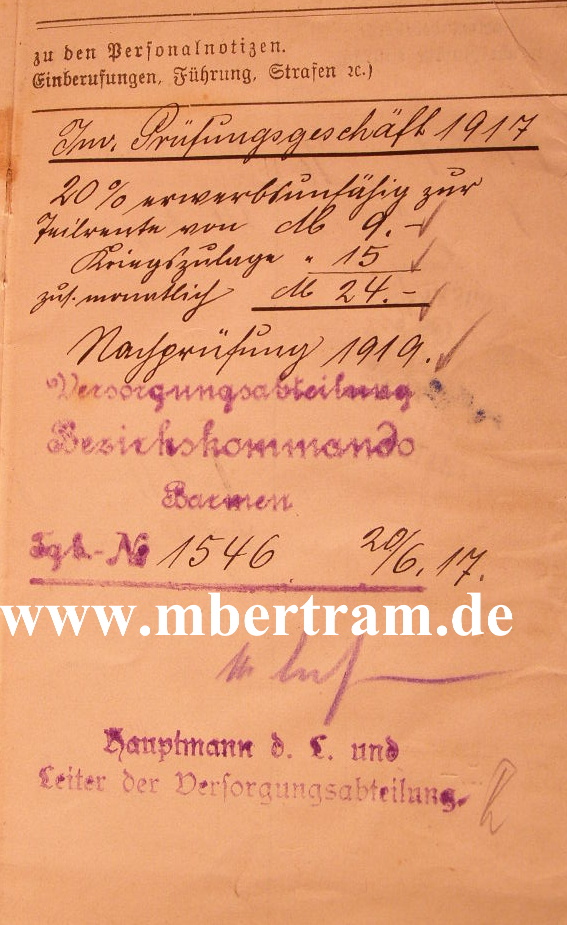 zu den Personalnotizen.
Einberufungen, Führung, Strafen ꝛc.)
Inv. Prüfungsgeschäft 1917
20% erwerbsunfähig zur
Teilrente von M 9.-
Kriegszulage " 15
zus. monatlich M 24.-
Nachprüfung 1919.
Versorgungsabteilung
Bezirkskommando
Barmen
Tgb.-No 1546 20/6.17.
www.mbertram.de
Hauptmann d. L. und
Leiter der Versorgungsabteilung